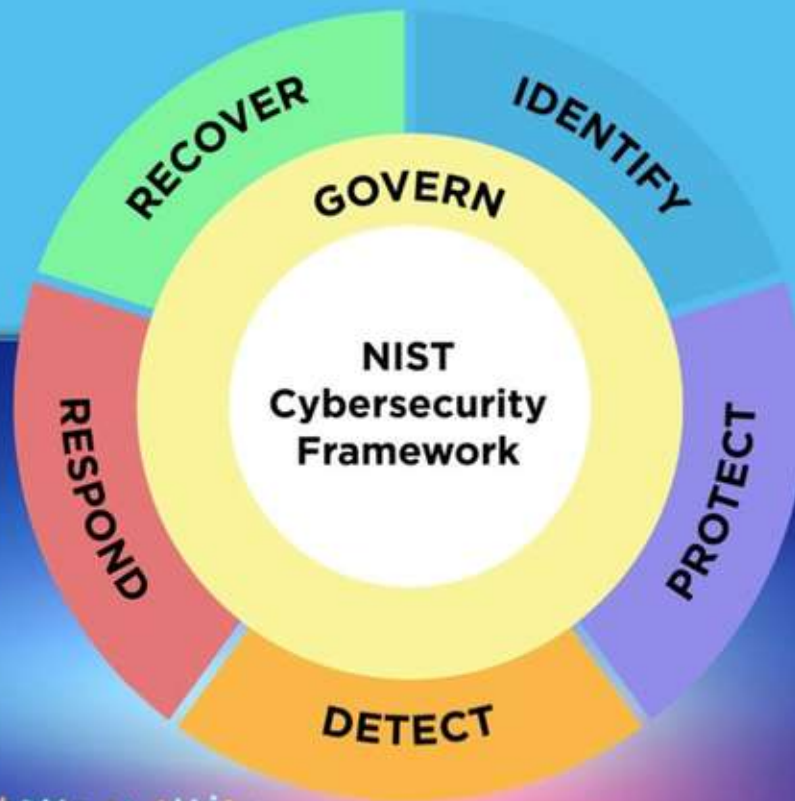 RECOVER
IDENTIFY
GOVERN
NIST
Cybersecurity
Framework
RESPOND
PROTECT
DETECT